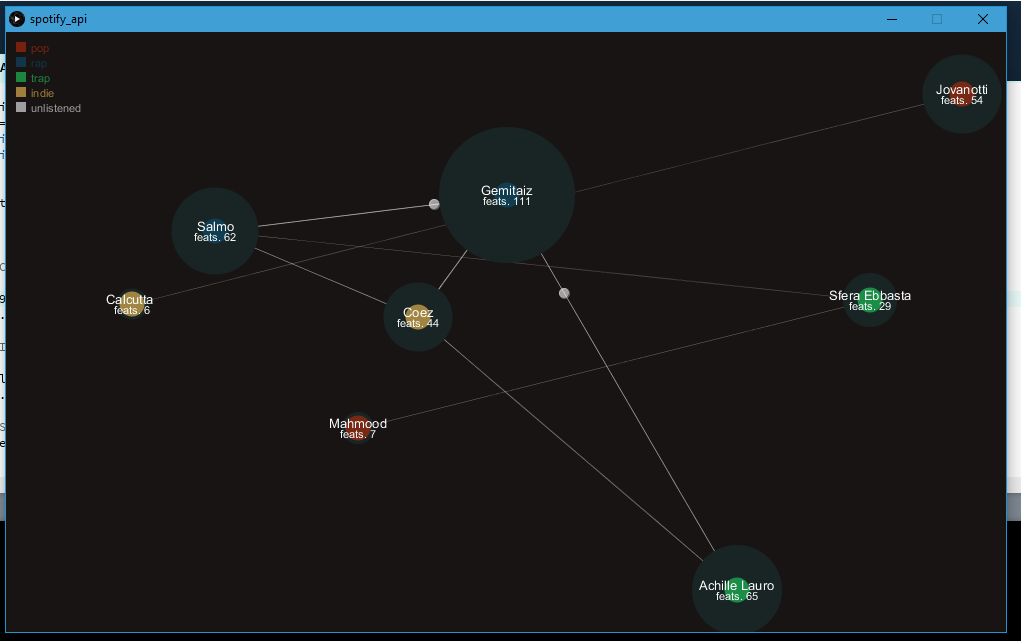 spotify_api
pop
rap
trap
indie
unlistened
Jovanotti
feats. 54
Gemitaiz
feats. 111
Salmo
feats. 62
Calcutta
feats. 6
Coez
feats. 44
Sfera Ebbasta
feats. 29
Mahmood
feats. 7
Achille Lauro
feats. 65